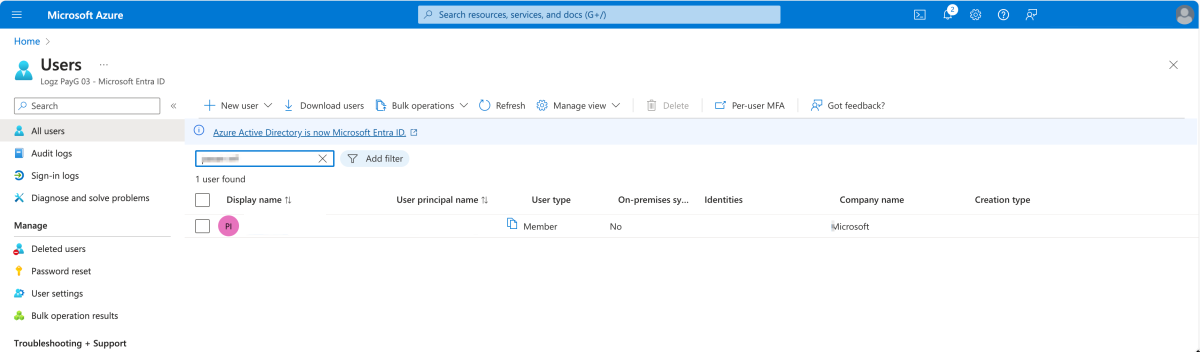 Microsoft Azure
Search resources, services, and docs (G+/)
2
Home >
Users ...
Logz PayG 03 - Microsoft Entra ID
Search
New user
Download users
Bulk operations
Refresh
Manage view
Delete
Per-user MFA
Got feedback?
All users
Audit logs
Sign-in logs
Diagnose and solve problems
Manage
Deleted users
Password reset
User settings
Bulk operation results
Troubleshooting + Support
Azure Active Directory is now Microsoft Entra ID.
Add filter
1 user found
Display name ↑↓ User principal name ↑↓ User type On-premises sy... Identities Company name Creation type
PI Member No Microsoft